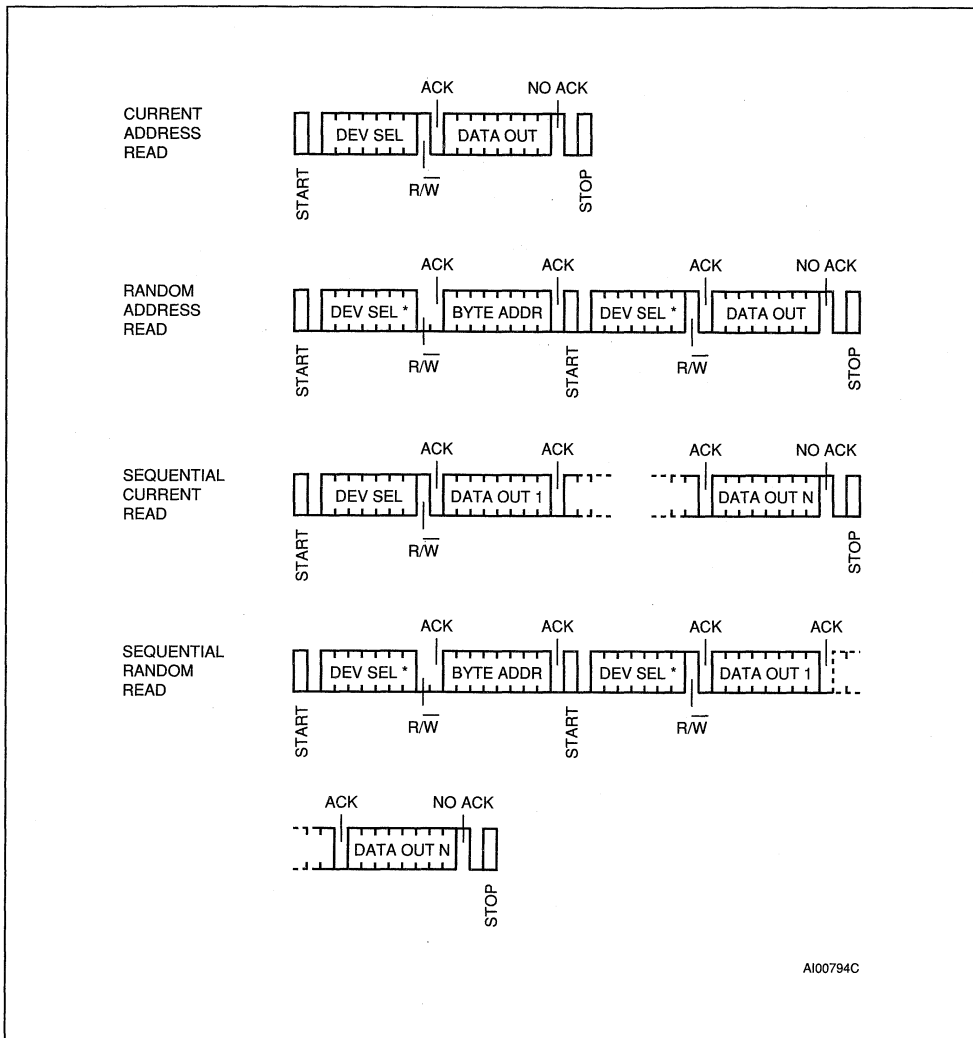 ACK NO ACK
CURRENT
ADDRESS
READ
DEV SEL DATA OUT
START R/W̅ STOP
ACK ACK ACK NO ACK
RANDOM
ADDRESS
READ
DEV SEL * BYTE ADDR DEV SEL * DATA OUT
START R/W̅ START R/W̅ STOP
ACK ACK ACK NO ACK
SEQUENTIAL
CURRENT
READ
DEV SEL DATA OUT 1 DATA OUT N
START R/W̅ STOP
ACK ACK ACK ACK
SEQUENTIAL
RANDOM
READ
DEV SEL * BYTE ADDR DEV SEL * DATA OUT 1
START R/W̅ START R/W̅
ACK NO ACK
DATA OUT N
STOP
AI00794C